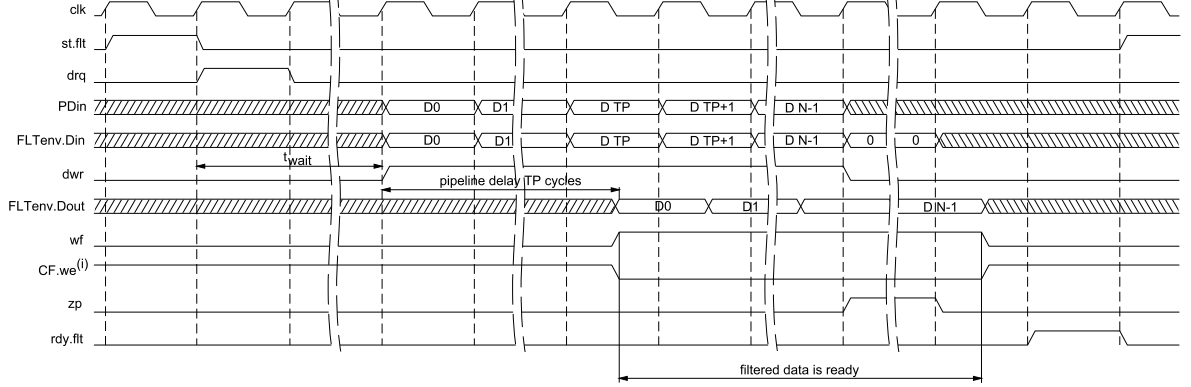 clk
st.flt
drq
PDin D0 D1 D TP D TP+1 D N-1
FLTenv.Din D0 D1 D TP D TP+1 D N-1 0 0
twait
dwr
pipeline delay TP cycles
FLTenv.Dout D0 D1 D N-1
wf
CF.we(i)
zp
rdy.flt
filtered data is ready